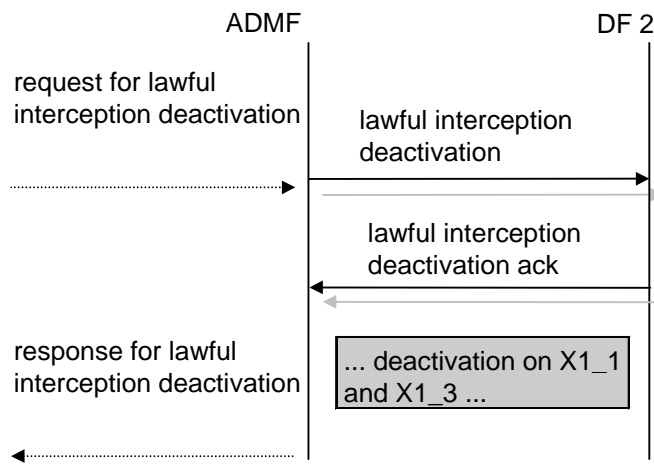 ADMF
DF 2
request for lawful
interception deactivation
lawful interception
deactivation
lawful interception
deactivation ack
response for lawful
interception deactivation
... deactivation on X1_1
and X1_3 ...